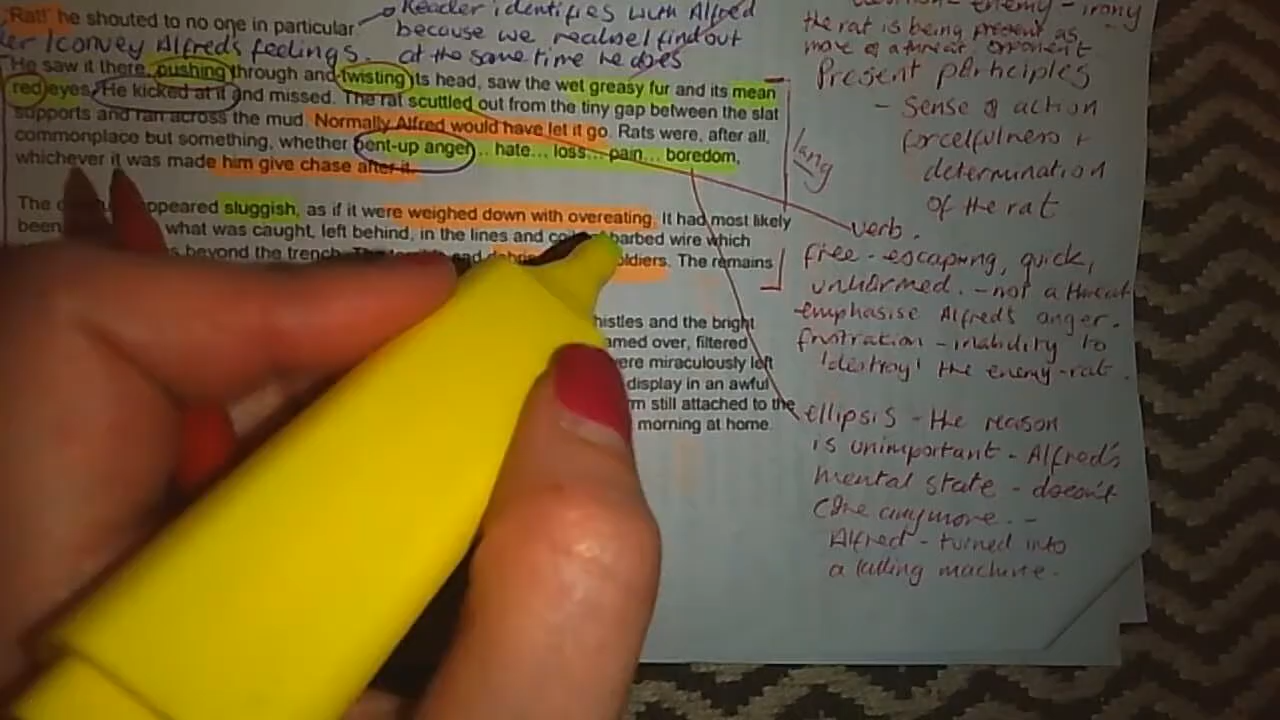 'Rat!' he shouted to no one in particular
Reader identifies with Alfred
because we realise/find out
at the same time he does
/convey Alfred's feelings.
enemy - irony
the rat is being present as
more of a threat. opponent
He saw it there, pushing through and twisting its head, saw the wet greasy fur and its mean
red eyes. He kicked at it and missed. The rat scuttled out from the tiny gap between the slat
supports and ran across the mud. Normally Alfred would have let it go. Rats were, after all,
commonplace but something, whether pent-up anger... hate... loss... pain... boredom,
whichever it was made him give chase after it.
Present participles
- Sense of action
forcefulness +
determination
of the rat
lang
verb.
The appeared sluggish, as if it were weighed down with overeating. It had most likely
been what was caught, left behind, in the lines and barbed wire which
beyond the trench. The remains
free - escaping, quick,
unharmed. - not a threat
- emphasise Alfred's anger.
frustration - inability to
'destroy' the enemy - rat.
histles and the bright
amed over, filtered
ere miraculously left
display in an awful
m still attached to the
morning at home.
ellipsis - the reason
is unimportant - Alfred's
mental state - doesn't
care anymore. -
Alfred - turned into
a killing machine.